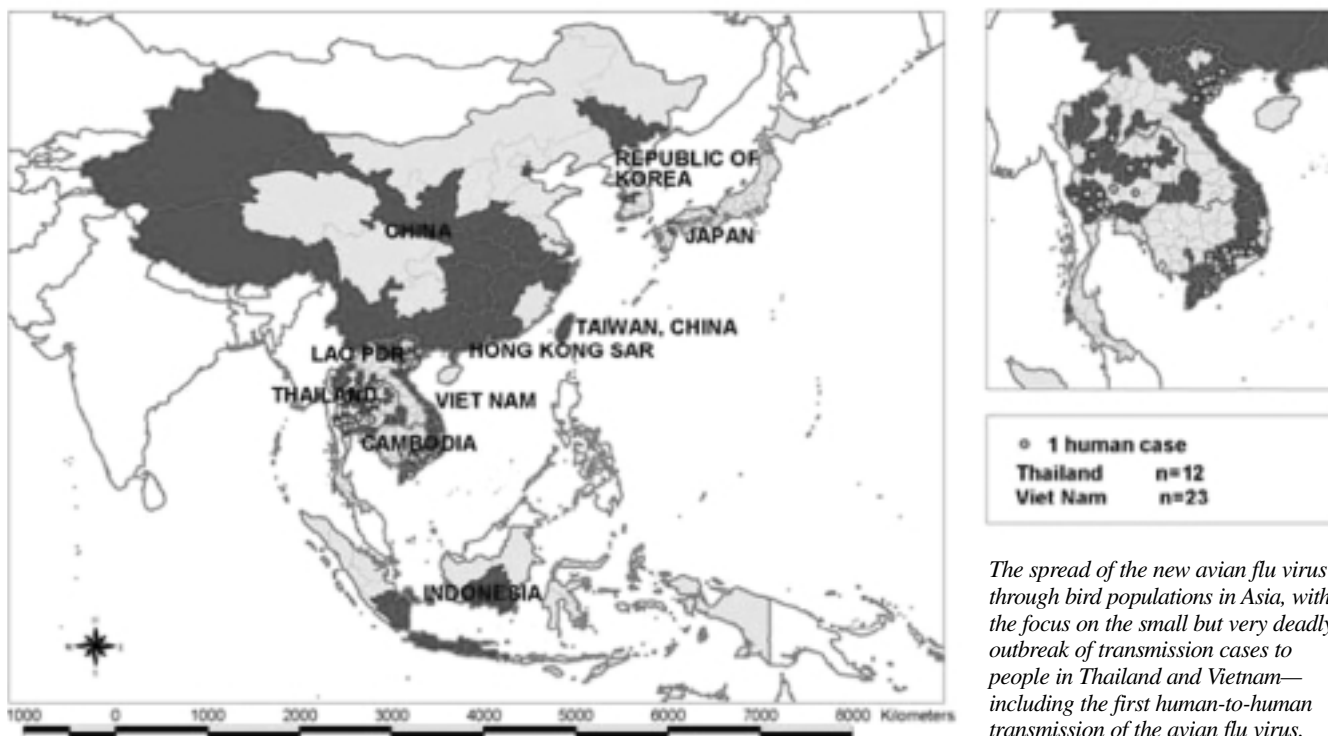 REPUBLIC OF
KOREA
CHINA
JAPAN
TAIWAN, CHINA
HONG KONG SAR
LAO PDR
THAILAND
VIET NAM
CAMBODIA
INDONESIA
1000 0 1000 2000 3000 4000 5000 6000 7000 8000 Kilometers
1 human case
Thailand n=12
Viet Nam n=23
The spread of the new avian flu virus
through bird populations in Asia, with
the focus on the small but very deadly
outbreak of transmission cases to
people in Thailand and Vietnam—
including the first human-to-human
transmission of the avian flu virus.